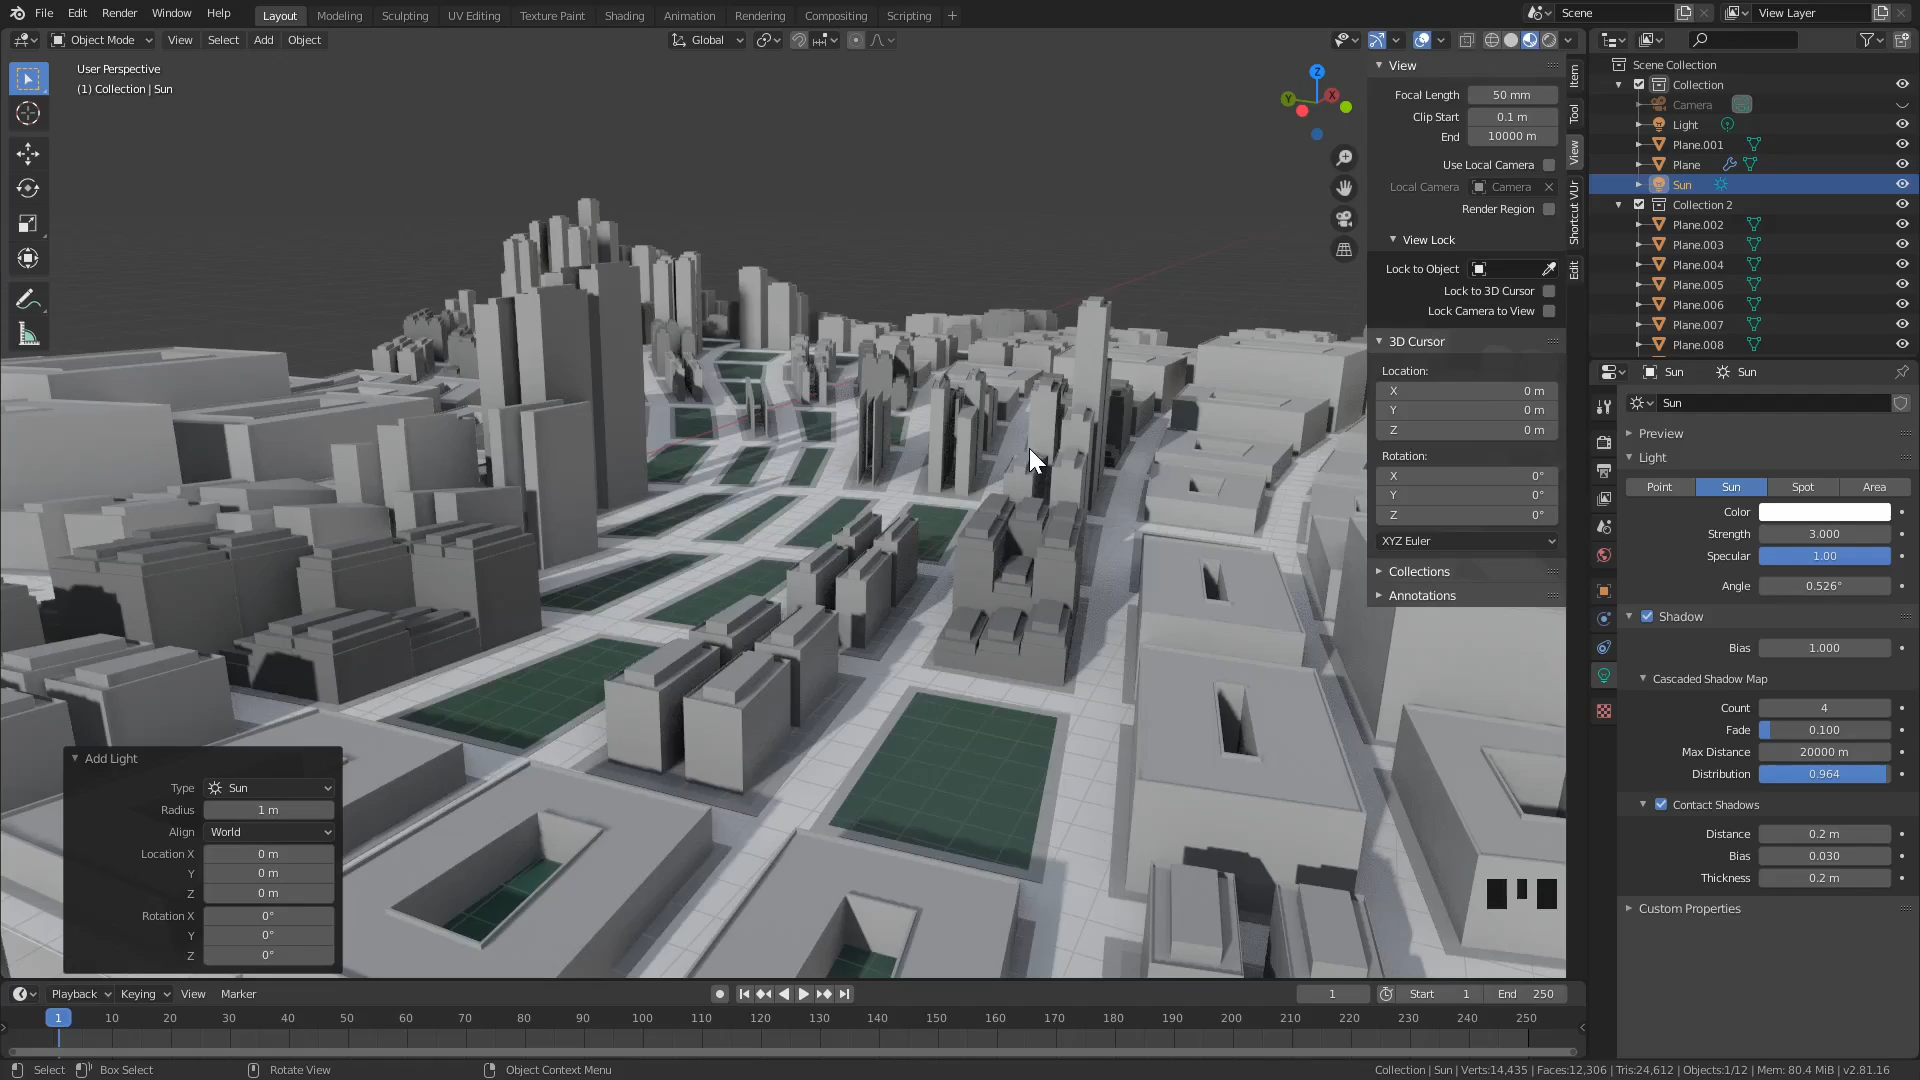 File Edit Render Window Help Layout Modeling Sculpting UV Editing Texture Paint Shading Animation Rendering Compositing Scripting + Scene View Layer
Object Mode View Select Add Object Global
User Perspective
(1) Collection | Sun
View
Focal Length 50 mm
Clip Start 0.1 m
End 10000 m
Use Local Camera
Local Camera Camera
Render Region
View Lock
Lock to Object
Lock to 3D Cursor
Lock Camera to View
3D Cursor
Location:
X 0 m
Y 0 m
Z 0 m
Rotation:
X 0°
Y 0°
Z 0°
XYZ Euler
Collections
Annotations
Item
Tool
View
Shortcut VUr
Edit
Z
Y
X
Scene Collection
Collection
Camera
Light
Plane.001
Plane
Sun
Collection 2
Plane.002
Plane.003
Plane.004
Plane.005
Plane.006
Plane.007
Plane.008
Sun Sun
Sun
Preview
Light
Point Sun Spot Area
Color
Strength 3.000
Specular 1.00
Angle 0.526°
Shadow
Bias 1.000
Cascaded Shadow Map
Count 4
Fade 0.100
Max Distance 20000 m
Distribution 0.964
Contact Shadows
Distance 0.2 m
Bias 0.030
Thickness 0.2 m
Custom Properties
Add Light
Type Sun
Radius 1 m
Align World
Location X 0 m
Y 0 m
Z 0 m
Rotation X 0°
Y 0°
Z 0°
Playback Keying View Marker 1 Start 1 End 250
1 10 20 30 40 50 60 70 80 90 100 110 120 130 140 150 160 170 180 190 200 210 220 230 240 250
Select Box Select Rotate View Object Context Menu Collection | Sun | Verts:14,435 | Faces:12,306 | Tris:24,612 | Objects:1/12 | Mem: 80.4 MiB | v2.81.16